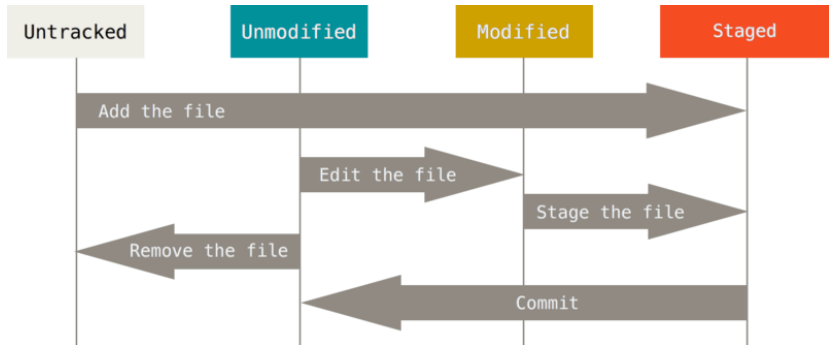 Untracked
Unmodified
Modified
Staged
Add the file
Edit the file
Stage the file
Remove the file
Commit